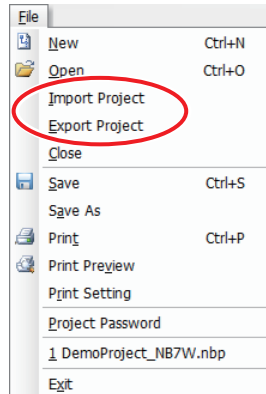 File
New Ctrl+N
Open Ctrl+O
Import Project
Export Project
Close
Save Ctrl+S
Save As
Print Ctrl+P
Print Preview
Print Setting
Project Password
1 DemoProject_NB7W.nbp
Exit